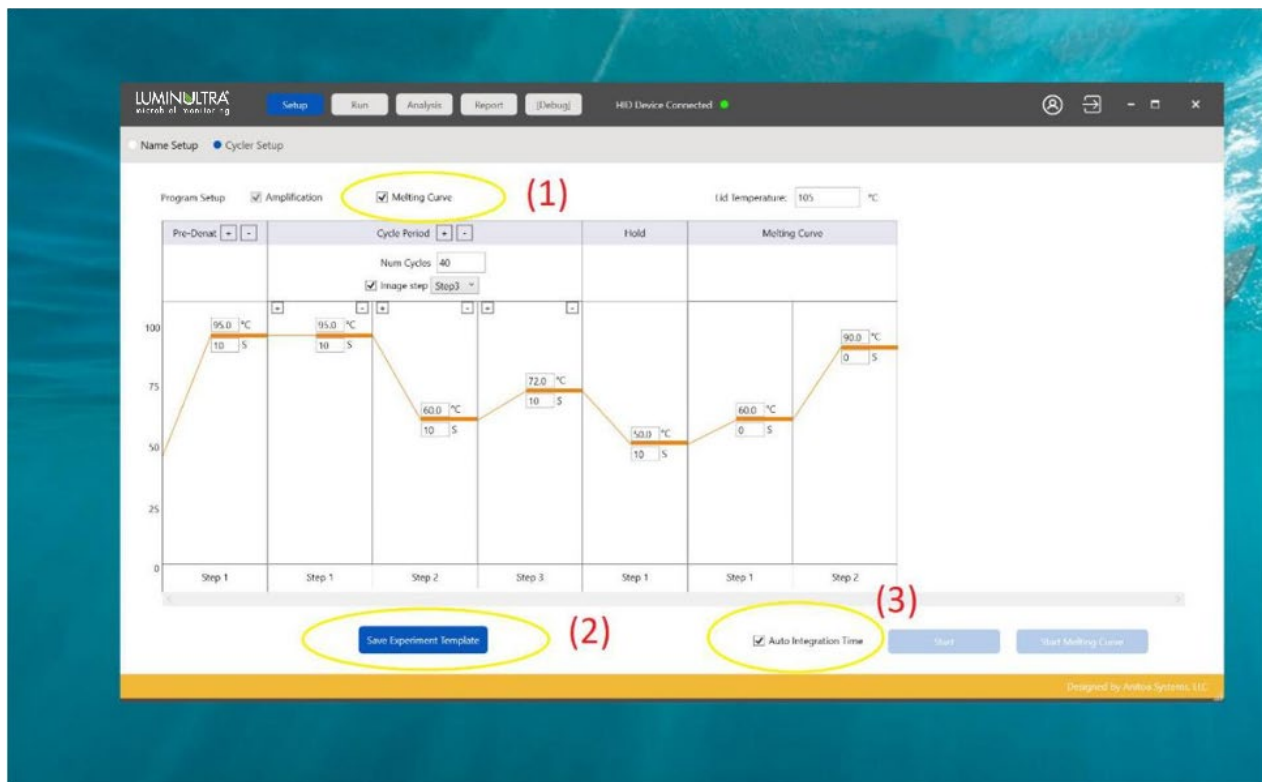 LUMINULTRA
microbial monitoring
Setup Run Analysis Report [Debug] HID Device Connected
Name Setup Cycler Setup
Program Setup Amplification Melting Curve (1) Lid Temperature: 105 °C
Pre-Denat + - Cycle Period + - Hold Melting Curve
Num Cycles 40
Image step Step3
+ - + - + -
100
95.0 °C 95.0 °C
10 S 10 S
90.0 °C
0 S
75
72.0 °C
10 S
60.0 °C 60.0 °C
10 S 0 S
50
50.0 °C
10 S
25
0
Step 1 Step 1 Step 2 Step 3 Step 1 Step 1 Step 2
(2) (3)
Save Experiment Template Auto Integration Time Start Start Melting Curve
Designed by Anitoa Systems, LLC